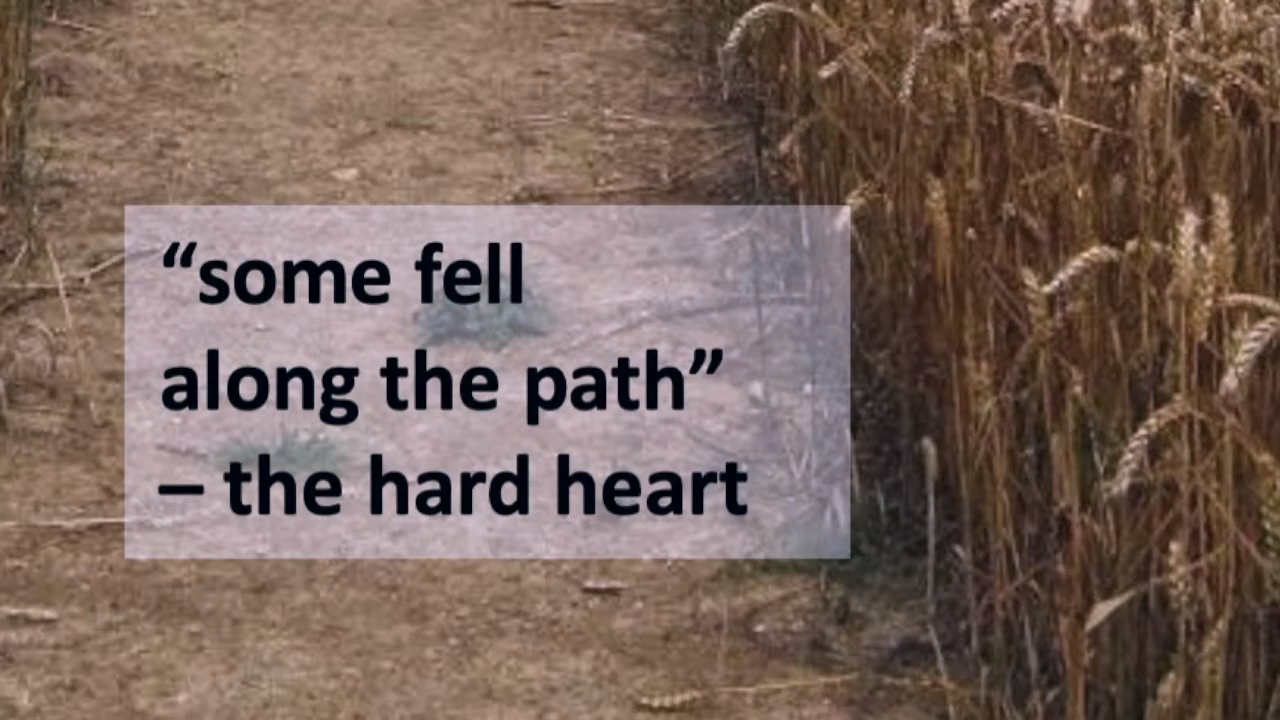 “some fell
along the path”
– the hard heart